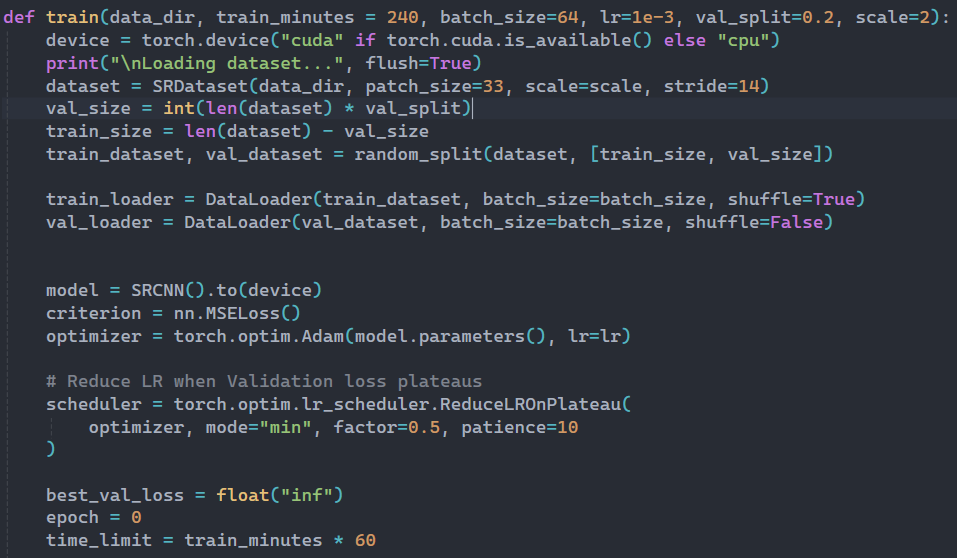 def train(data_dir, train_minutes = 240, batch_size=64, lr=1e-3, val_split=0.2, scale=2):
    device = torch.device("cuda" if torch.cuda.is_available() else "cpu")
    print("\nLoading dataset...", flush=True)
    dataset = SRDataset(data_dir, patch_size=33, scale=scale, stride=14)
    val_size = int(len(dataset) * val_split)
    train_size = len(dataset) - val_size
    train_dataset, val_dataset = random_split(dataset, [train_size, val_size])

    train_loader = DataLoader(train_dataset, batch_size=batch_size, shuffle=True)
    val_loader = DataLoader(val_dataset, batch_size=batch_size, shuffle=False)


    model = SRCNN().to(device)
    criterion = nn.MSELoss()
    optimizer = torch.optim.Adam(model.parameters(), lr=lr)

    # Reduce LR when Validation loss plateaus
    scheduler = torch.optim.lr_scheduler.ReduceLROnPlateau(
        optimizer, mode="min", factor=0.5, patience=10
    )

    best_val_loss = float("inf")
    epoch = 0
    time_limit = train_minutes * 60